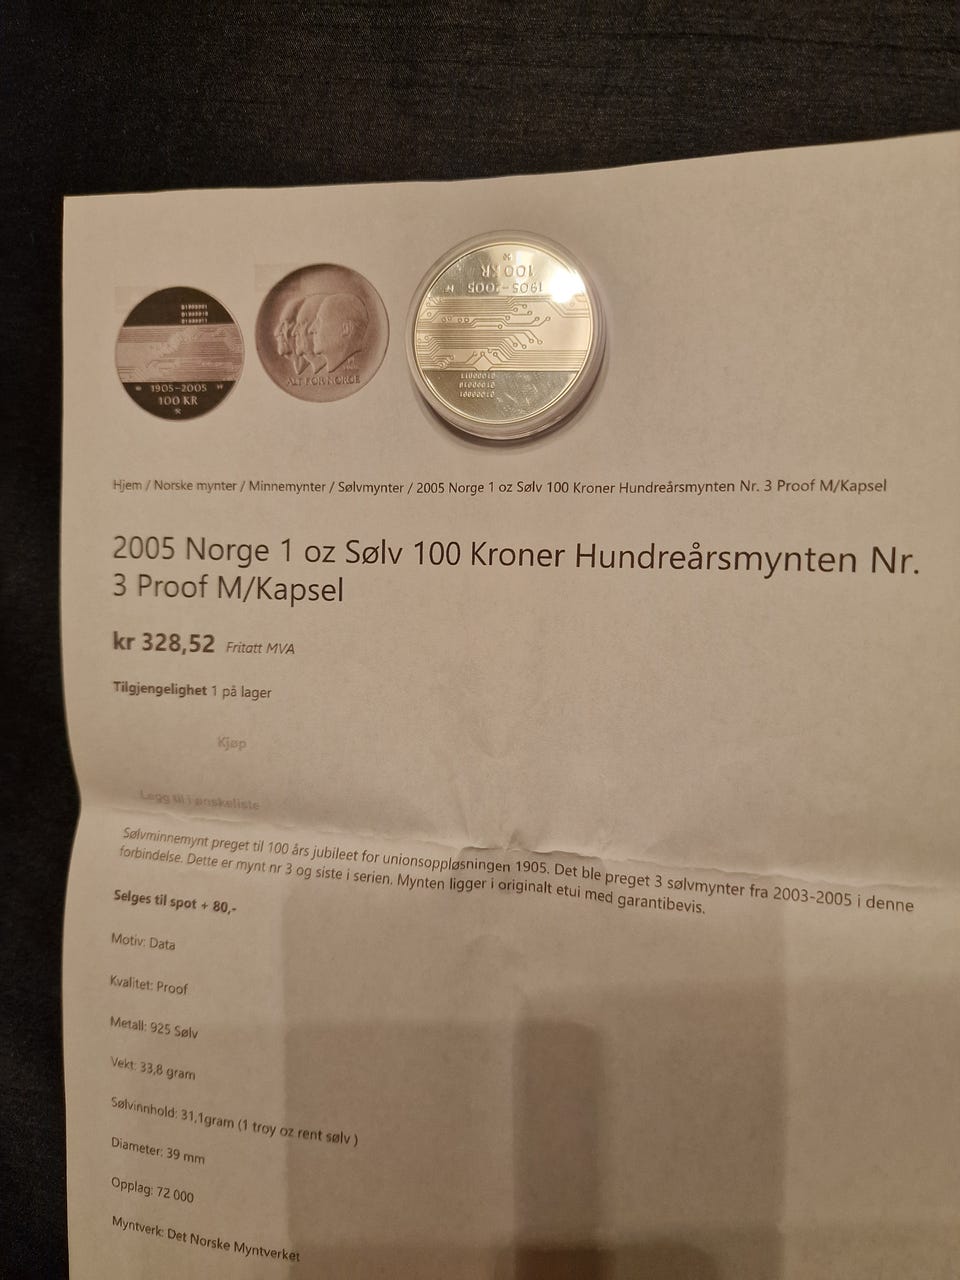 01000001
01000010
01000011
1905-2005
100 KR
ALT FOR NORGE
100 KR
1905-2005
11000010
01000010
10000010
Hjem / Norske mynter / Minnemynter / Sølvmynter / 2005 Norge 1 oz Sølv 100 Kroner Hundreårsmynten Nr. 3 Proof M/Kapsel
2005 Norge 1 oz Sølv 100 Kroner Hundreårsmynten Nr.
3 Proof M/Kapsel
kr 328,52 Fritatt MVA
Tilgjengelighet 1 på lager
Kjøp
Legg til i ønskeliste
Sølvminnemynt preget til 100 års jubileet for unionsoppløsningen 1905. Det ble preget 3 sølvmynter fra 2003-2005 i denne
forbindelse. Dette er mynt nr 3 og siste i serien. Mynten ligger i originalt etui med garantibevis.
Selges til spot + 80,-
Motiv: Data
Kvalitet: Proof
Metall: 925 Sølv
Vekt: 33,8 gram
Sølvinnhold: 31,1gram (1 troy oz rent sølv )
Diameter: 39 mm
Opplag: 72 000
Myntverk: Det Norske Myntverket